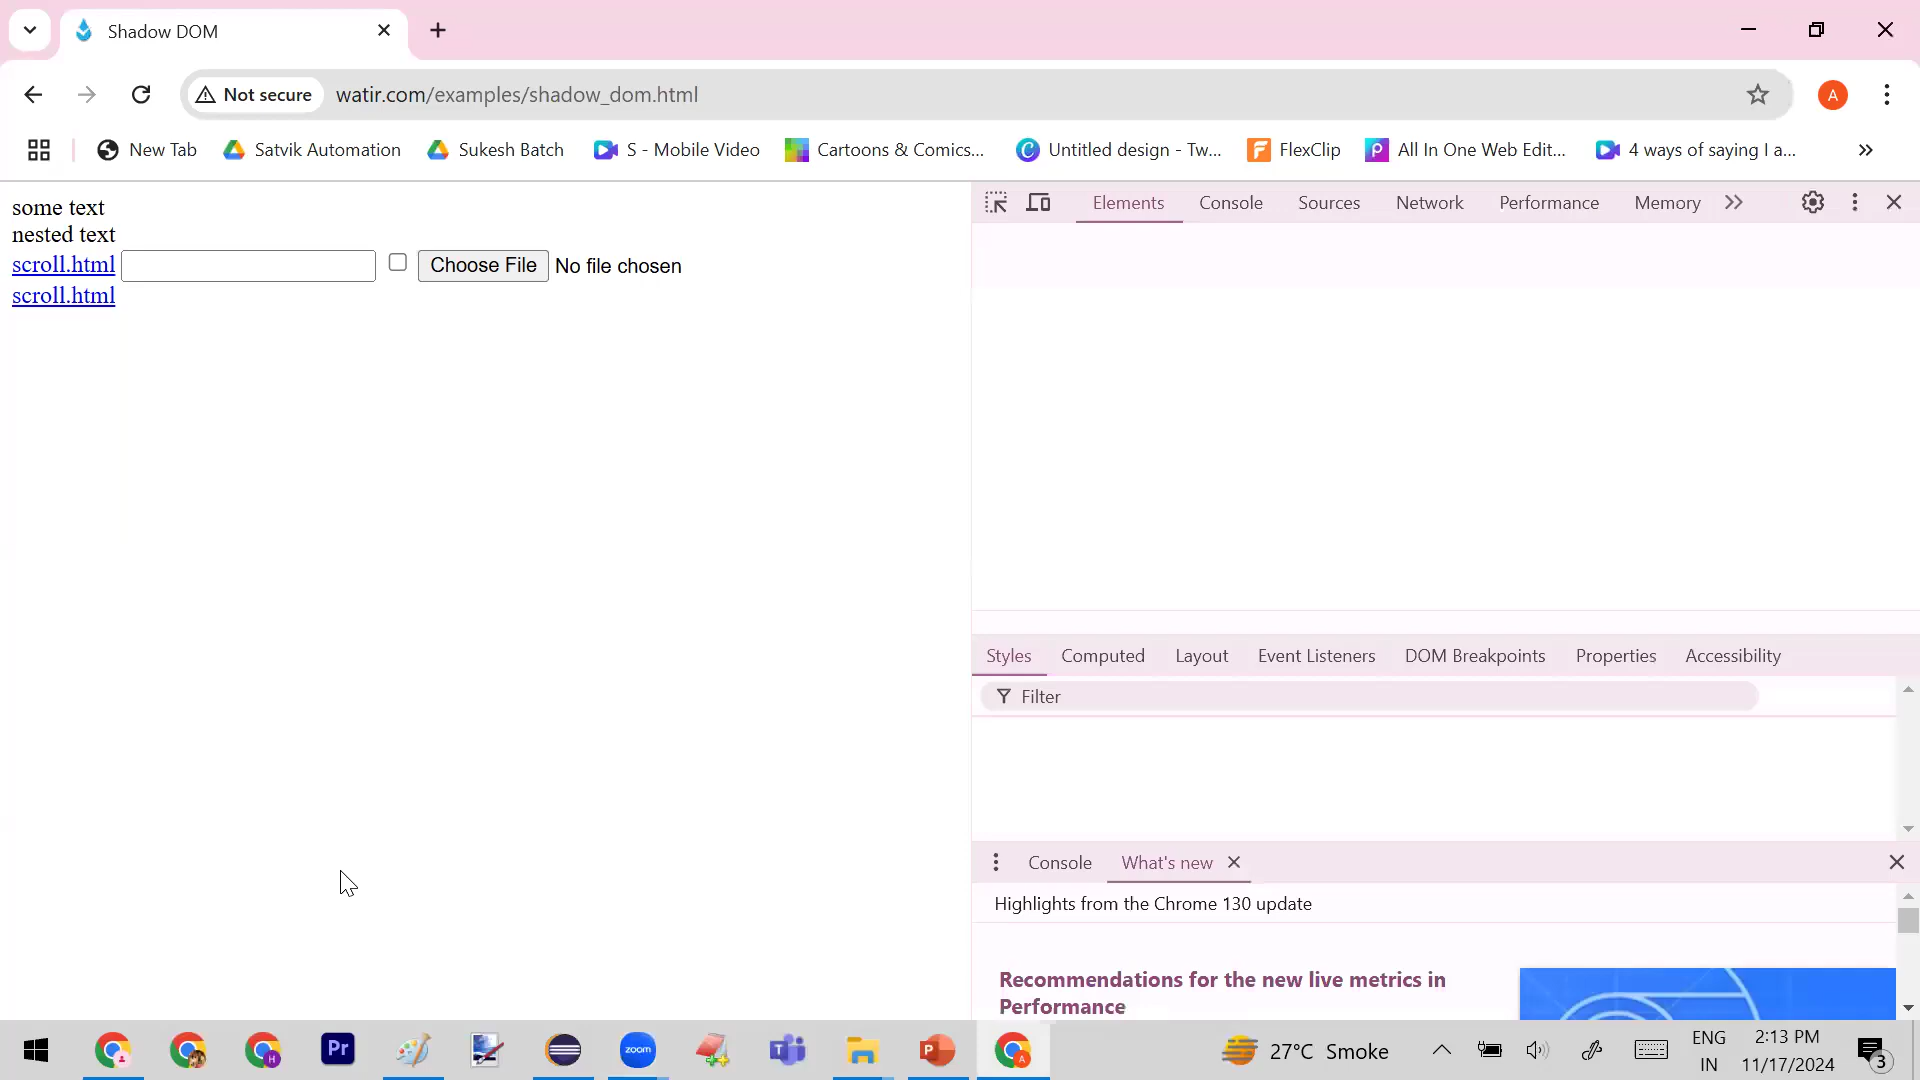 Shadow DOM
Not secure watir.com/examples/shadow_dom.html A
New Tab Satvik Automation Sukesh Batch S - Mobile Video Cartoons & Comics... Untitled design - Tw... FlexClip All In One Web Edit... 4 ways of saying I a...
some text
nested text
scroll.html Choose File No file chosen
scroll.html
Elements Console Sources Network Performance Memory
Styles Computed Layout Event Listeners DOM Breakpoints Properties Accessibility
Filter
Console What's new
Highlights from the Chrome 130 update
Recommendations for the new live metrics in
Performance
H Pr zoom P A 27°C Smoke ENG 2:13 PM
IN 11/17/2024 3